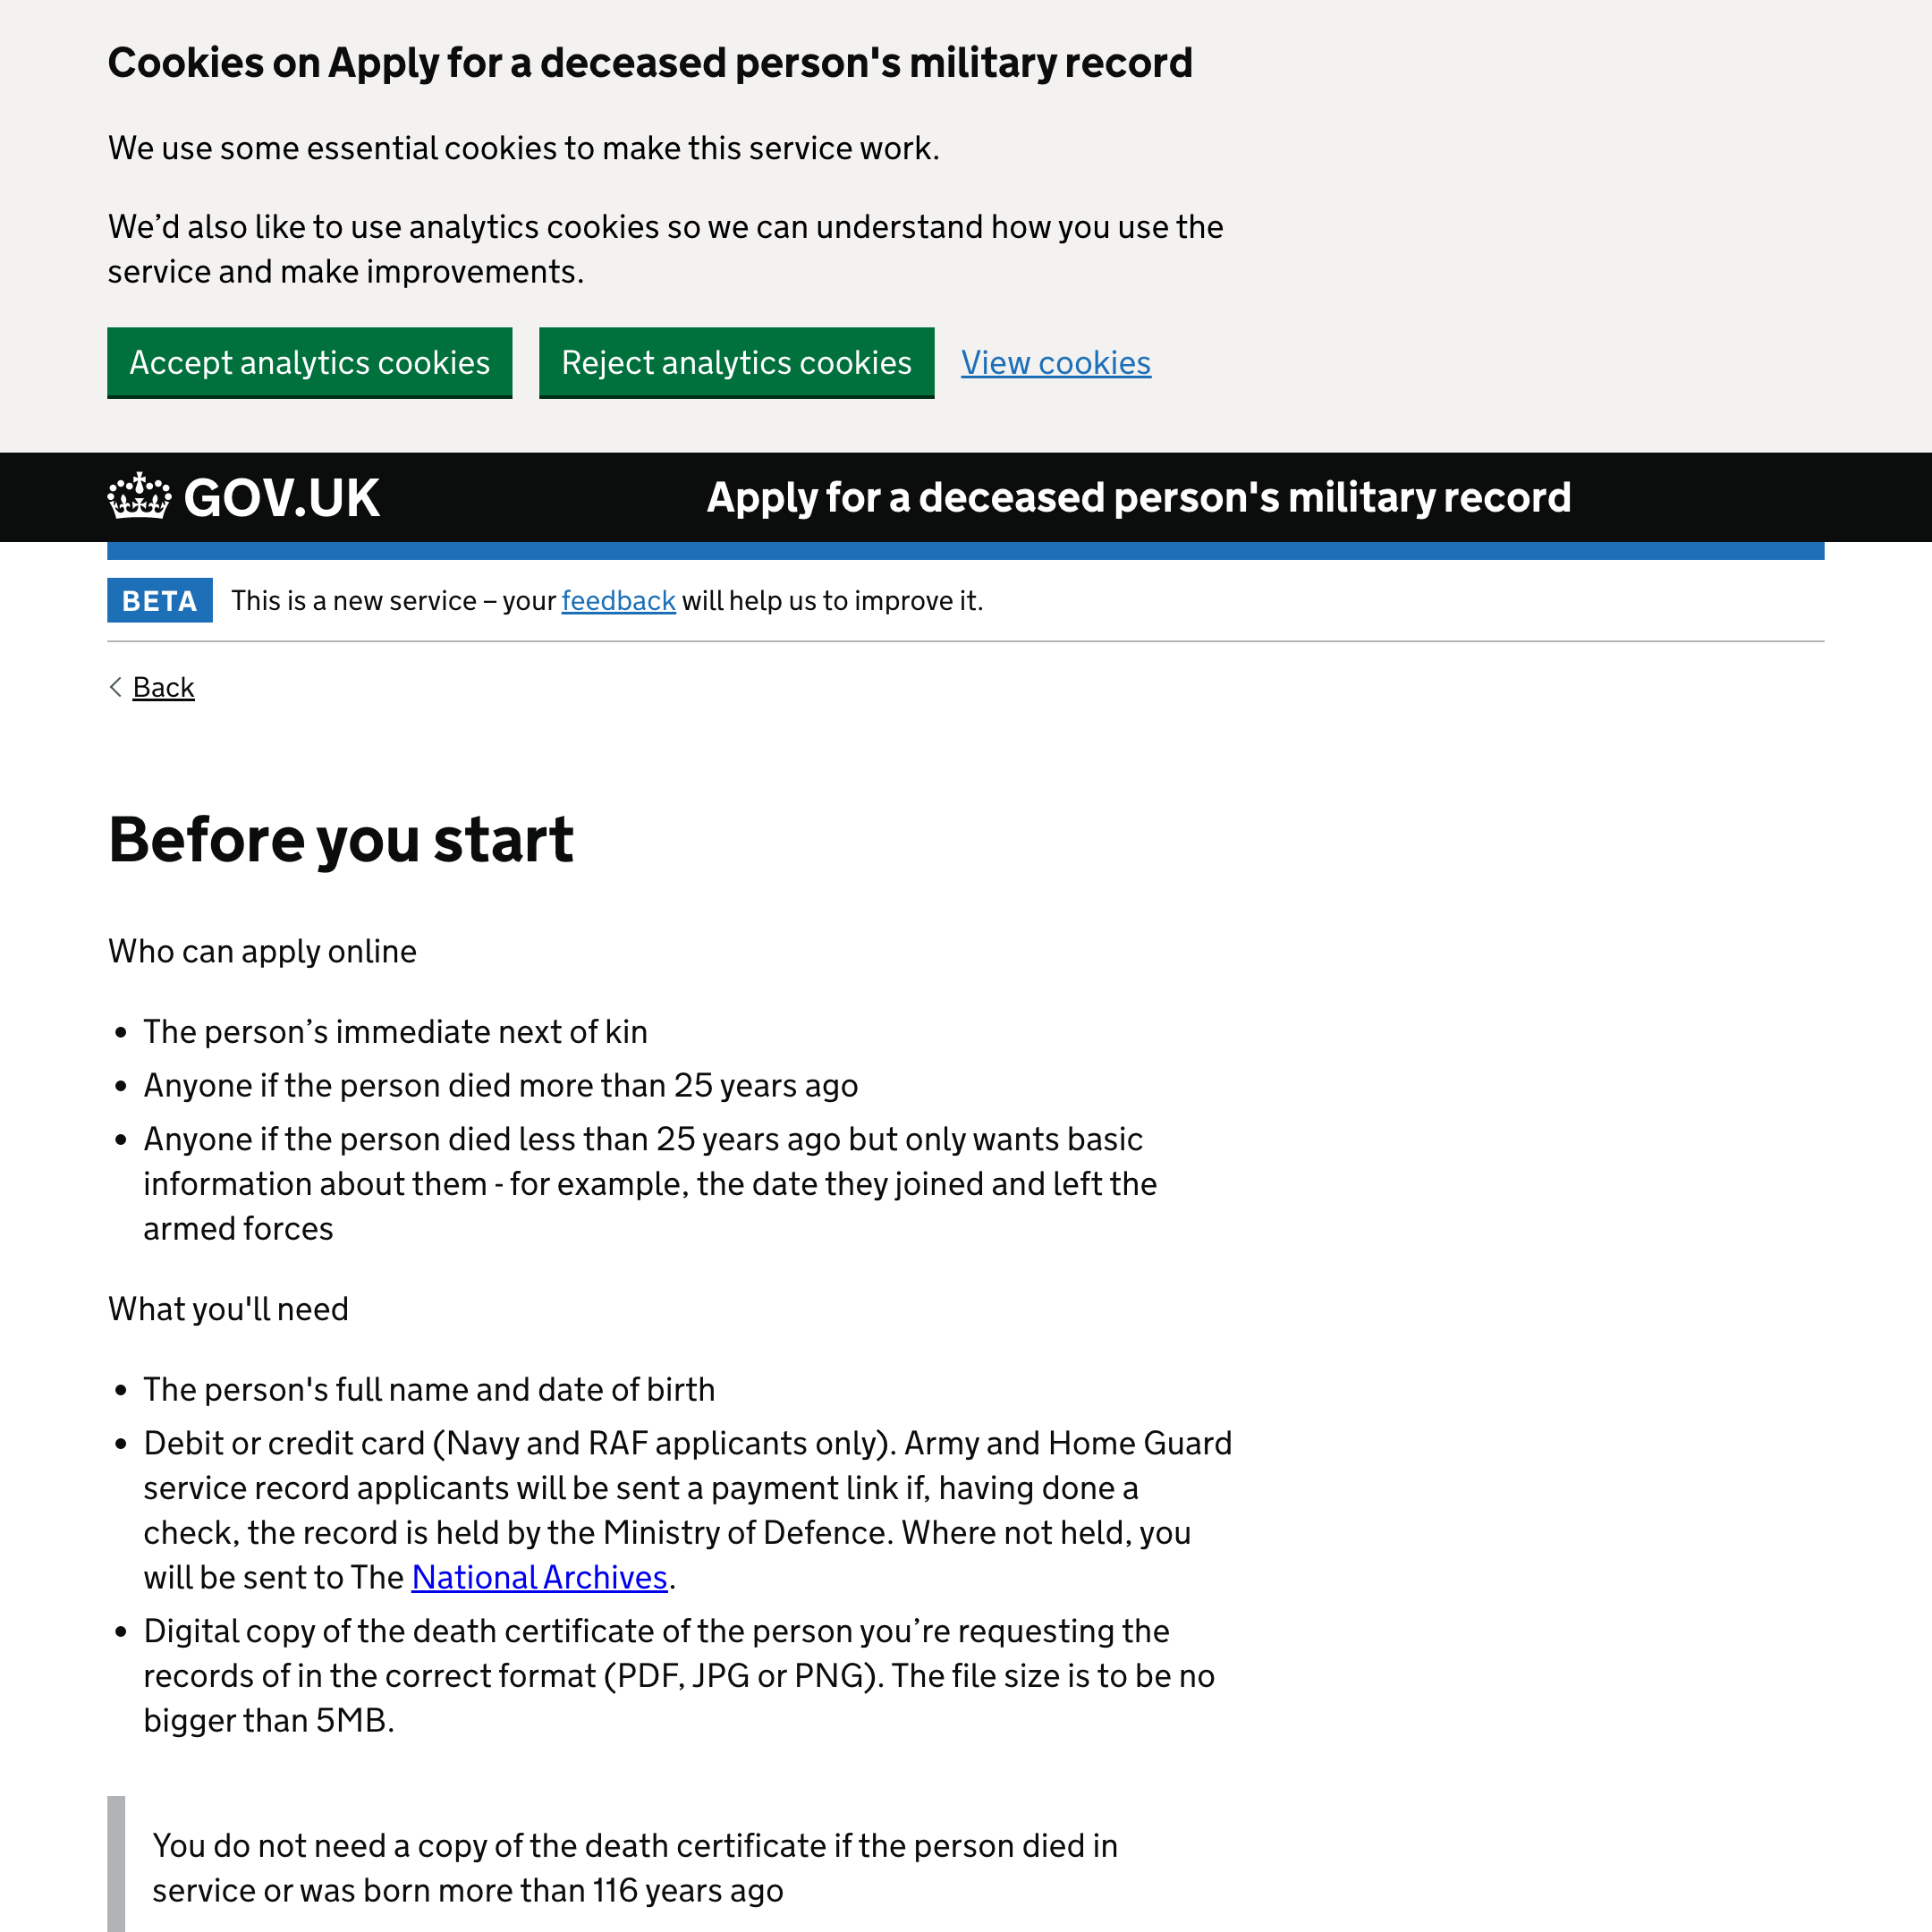 Cookies on Apply for a deceased person's military record
We use some essential cookies to make this service work.
We’d also like to use analytics cookies so we can understand how you use the
service and make improvements.
Accept analytics cookies
Reject analytics cookies
View cookies
GOV.UK
Apply for a deceased person's military record
BETA
This is a new service – your feedback will help us to improve it.
Back
Before you start
Who can apply online
The person’s immediate next of kin
Anyone if the person died more than 25 years ago
Anyone if the person died less than 25 years ago but only wants basic
information about them - for example, the date they joined and left the
armed forces
What you'll need
The person's full name and date of birth
Debit or credit card (Navy and RAF applicants only). Army and Home Guard
service record applicants will be sent a payment link if, having done a
check, the record is held by the Ministry of Defence. Where not held, you
will be sent to The National Archives.
Digital copy of the death certificate of the person you’re requesting the
records of in the correct format (PDF, JPG or PNG). The file size is to be no
bigger than 5MB.
You do not need a copy of the death certificate if the person died in
service or was born more than 116 years ago